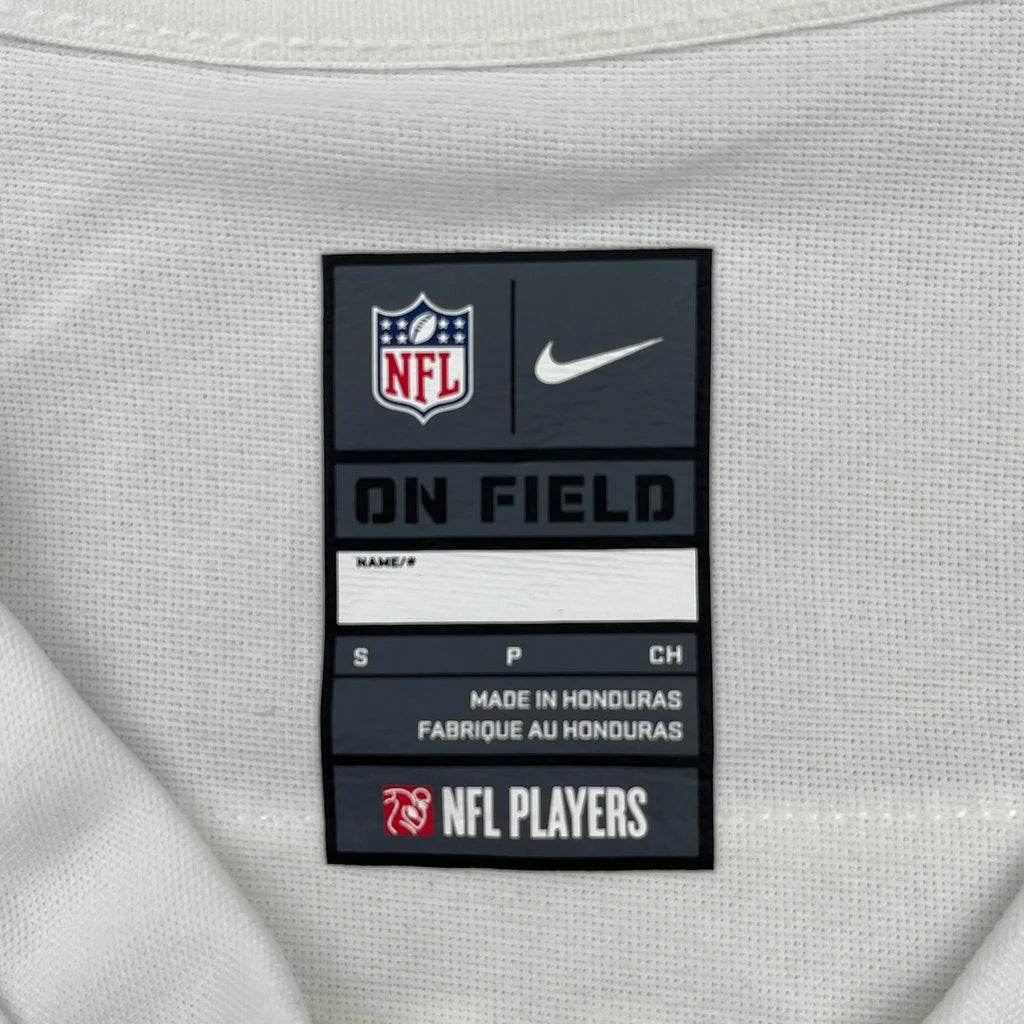 NFL
ON FIELD
NAME/#
S P CH
MADE IN HONDURAS
FABRIQUE AU HONDURAS
NFL PLAYERS